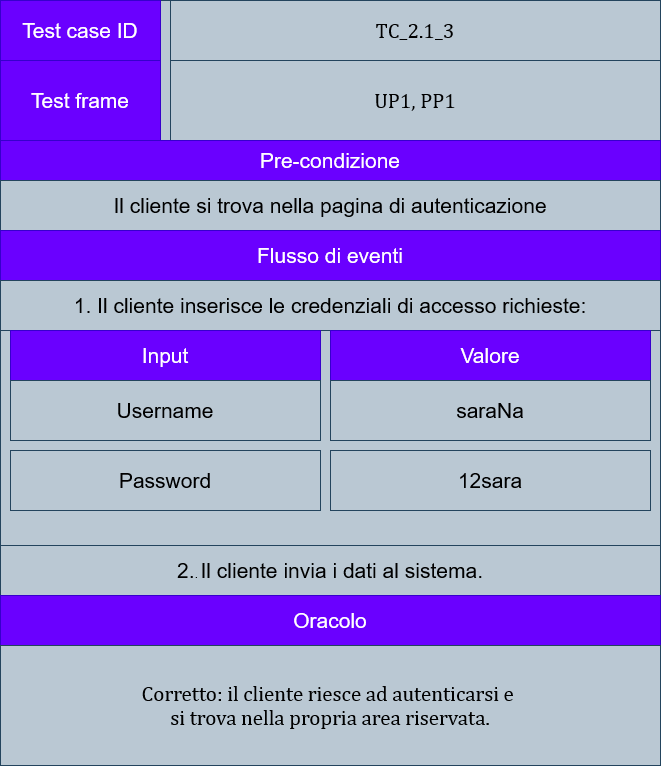 Test case ID
TC_2.1_3
Test frame
UP1, PP1
Pre-condizione
Il cliente si trova nella pagina di autenticazione
Flusso di eventi
1. Il cliente inserisce le credenziali di accesso richieste:
Input
Valore
Username
saraNa
Password
12sara
2.. Il cliente invia i dati al sistema.
Oracolo
Corretto: il cliente riesce ad autenticarsi e
si trova nella propria area riservata.